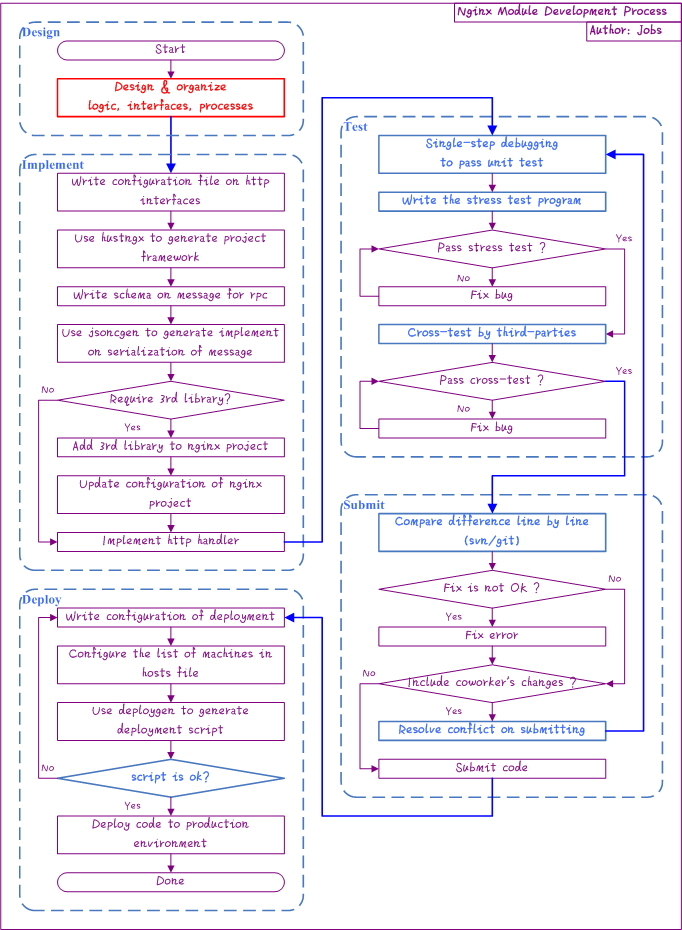 Nginx Module Development Process
Author: Jobs
Design
Start
Design & organize
logic, interfaces, processes
Implement
Write configuration file on http
interfaces
Use hustngx to generate project
framework
Write schema on message for rpc
Use jsoncgen to generate implement
on serialization of message
No
Require 3rd library?
Yes
Add 3rd library to nginx project
Update configuration of nginx
project
Implement http handler
Test
Single-step debugging
to pass unit test
Write the stress test program
Yes
Pass stress test ?
No
Fix bug
Cross-test by third-parties
Yes
Pass cross-test ?
No
Fix bug
Submit
Compare difference line by line
(svn/git)
No
Fix is not Ok ?
Yes
Fix error
No
Include coworker's changes ?
Yes
Resolve conflict on submitting
Submit code
Deploy
Write configuration of deployment
Configure the list of machines in
hosts file
Use deploygen to generate
deployment script
No
script is ok?
Yes
Deploy code to production
environment
Done